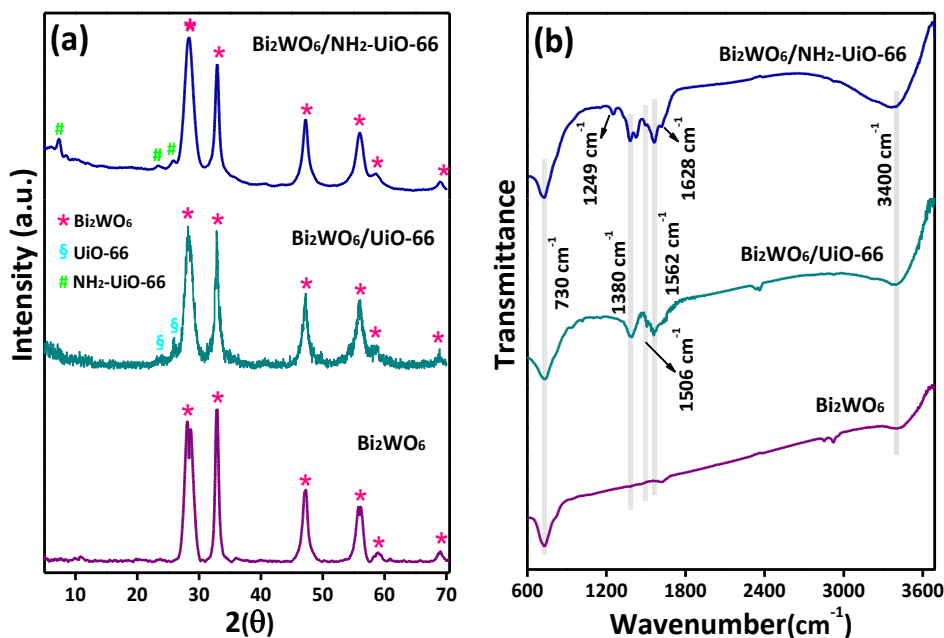 (a)
Bi₂WO₆/NH₂-UiO-66
*
*
*
*
*
*
#
#
#
* Bi₂WO₆
§ UiO-66
# NH₂-UiO-66
Bi₂WO₆/UiO-66
*
*
*
*
*
*
§
§
Bi₂WO₆
*
*
*
*
*
*
Intensity (a.u.)
10 20 30 40 50 60 70
2(θ)
(b)
Bi₂WO₆/NH₂-UiO-66
1249 cm⁻¹
1628 cm⁻¹
3400 cm⁻¹
Bi₂WO₆/UiO-66
730 cm⁻¹
1380 cm⁻¹
1562 cm⁻¹
1506 cm⁻¹
Bi₂WO₆
Transmittance
600 1200 1800 2400 3000 3600
Wavenumber(cm⁻¹)